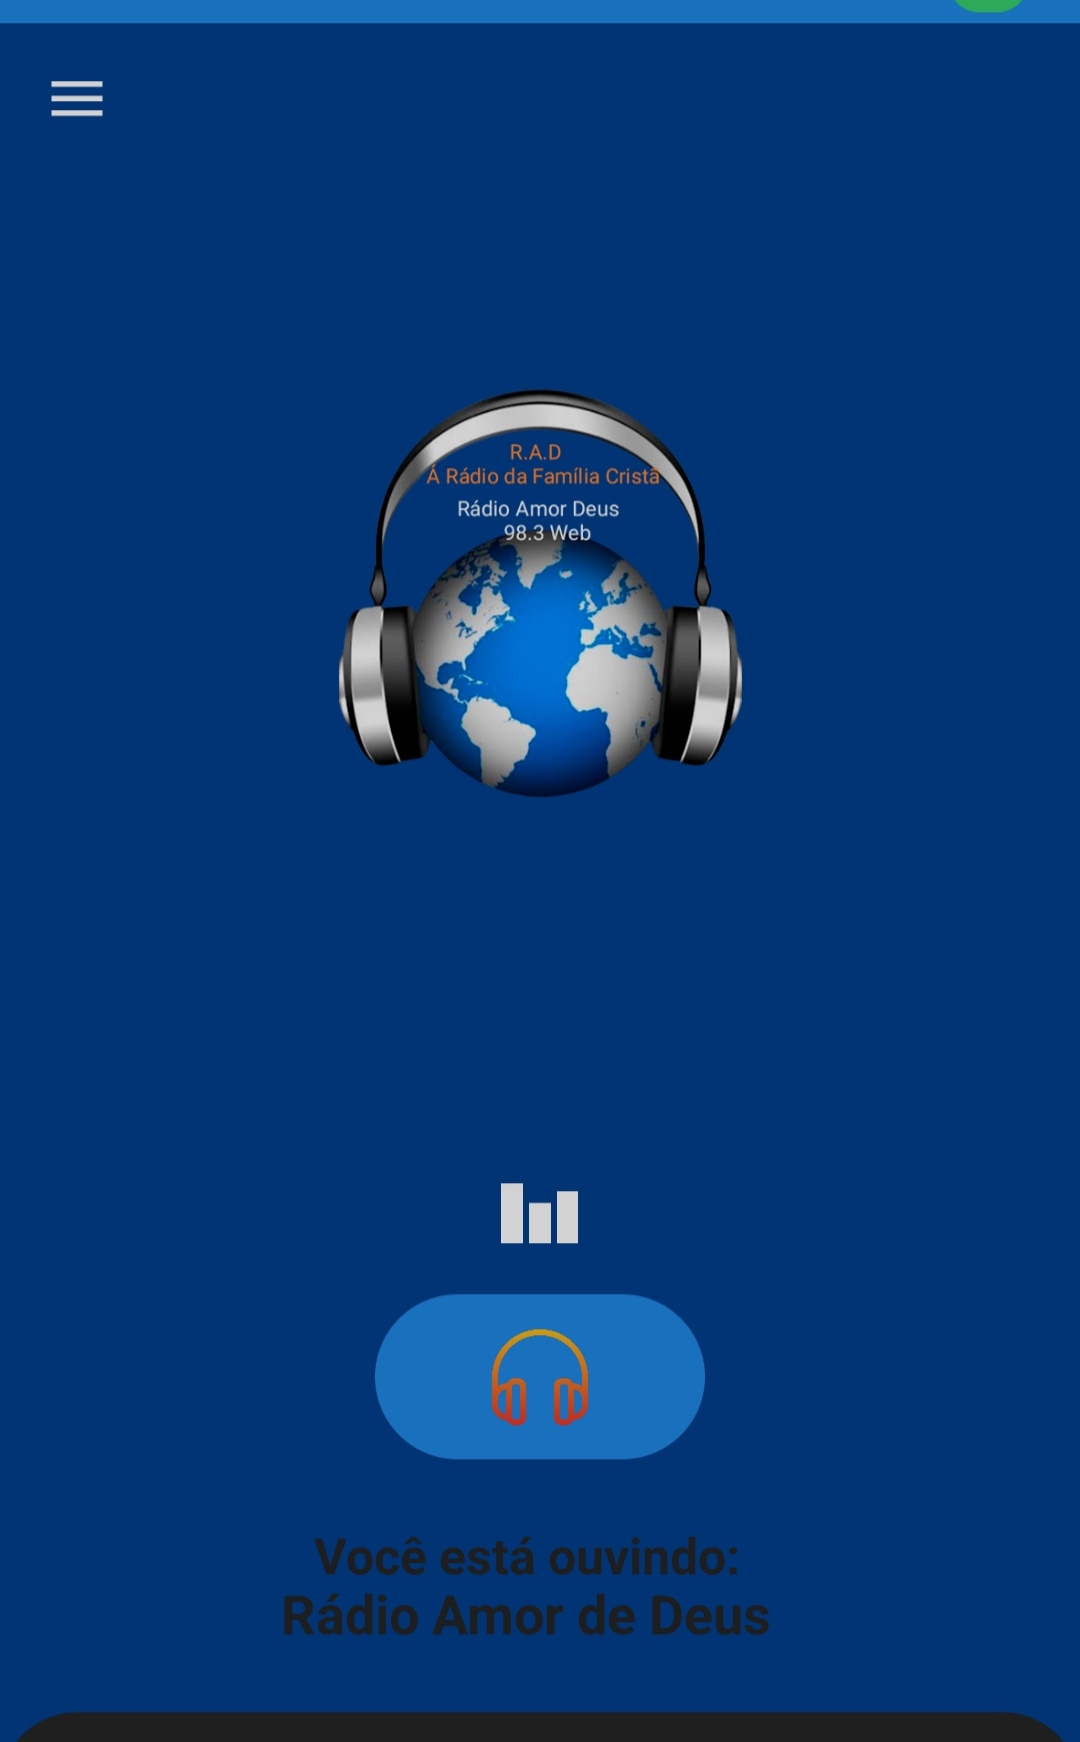 R.A.D
Á Rádio da Família Cristã
Rádio Amor Deus
98.3 Web
Você está ouvindo:
Rádio Amor de Deus